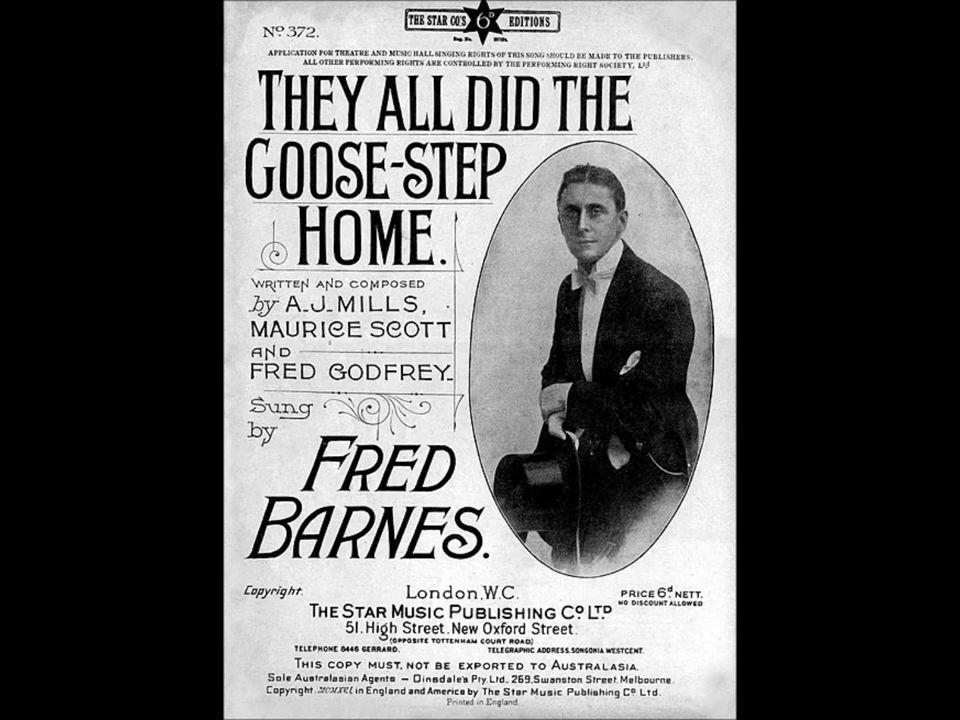 THE STAR CO'S 6D EDITIONS
No. 372.
APPLICATION FOR THEATRE AND MUSIC HALL SINGING RIGHTS OF THIS SONG SHOULD BE MADE TO THE PUBLISHERS.
ALL OTHER PERFORMING RIGHTS ARE CONTROLLED BY THE PERFORMING RIGHT SOCIETY, Ltd
THEY ALL DID THE
GOOSE-STEP
HOME.
WRITTEN AND COMPOSED
by A.J. MILLS,
MAURICE SCOTT
AND
FRED GODFREY.
Sung
by
FRED
BARNES.
Copyright.
London, W.C.
PRICE 6d. NETT.
NO DISCOUNT ALLOWED
THE STAR MUSIC PUBLISHING Co. LTD
51. High Street. New Oxford Street.
(OPPOSITE TOTTENHAM COURT ROAD)
TELEPHONE 8446 GERRARD. TELEGRAPHIC ADDRESS. SONGONIA WESTCENT.
THIS COPY MUST, NOT BE EXPORTED TO AUSTRALASIA.
Sole Australasian Agents – Dinsdale's Pty. Ltd., 269, Swanston Street, Melbourne.
Copyright. MCMXVI in England and America by The Star Music Publishing Co Ltd.
Printed in England.